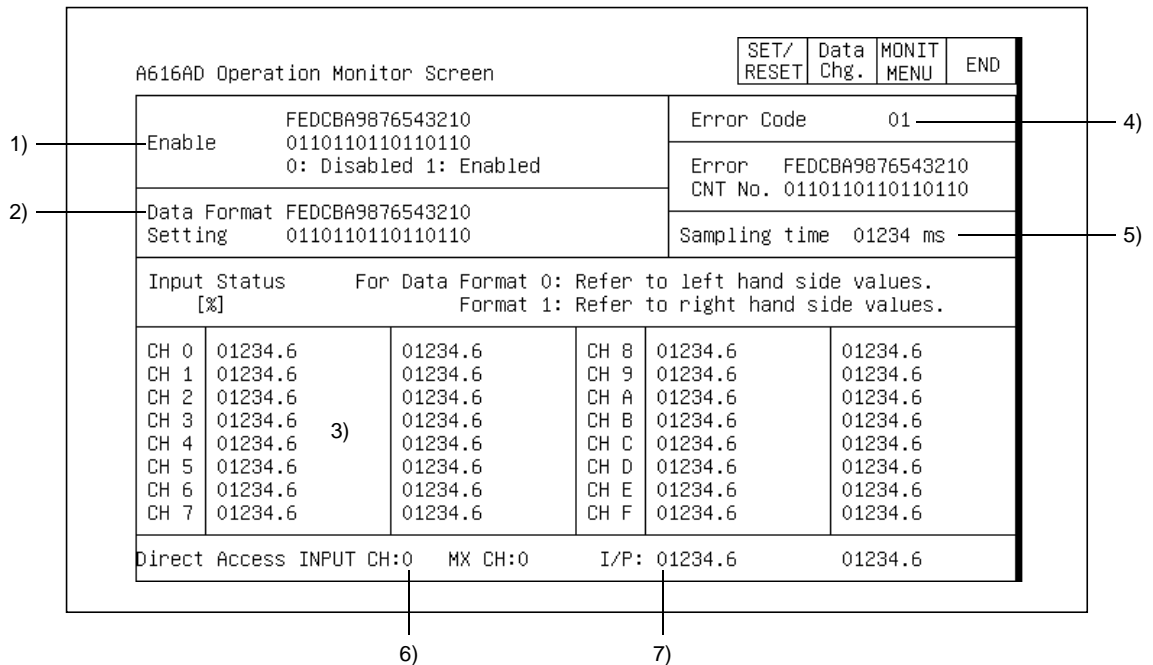 A616AD Operation Monitor Screen
SET/
RESET
Data
Chg.
MONIT
MENU
END
1)
Enable
FEDCBA9876543210
0110110110110110
0: Disabled 1: Enabled
Error Code 01
4)
Error FEDCBA9876543210
CNT No. 0110110110110110
2)
Data Format FEDCBA9876543210
Setting 0110110110110110
Sampling time 01234 ms
5)
Input Status For Data Format 0: Refer to left hand side values.
[%] Format 1: Refer to right hand side values.
CH 0 01234.6 01234.6 CH 8 01234.6 01234.6
CH 1 01234.6 01234.6 CH 9 01234.6 01234.6
CH 2 01234.6 01234.6 CH A 01234.6 01234.6
CH 3 01234.6 01234.6 CH B 01234.6 01234.6
3)
CH 4 01234.6 01234.6 CH C 01234.6 01234.6
CH 5 01234.6 01234.6 CH D 01234.6 01234.6
CH 6 01234.6 01234.6 CH E 01234.6 01234.6
CH 7 01234.6 01234.6 CH F 01234.6 01234.6
Direct Access INPUT CH:0 MX CH:0 I/P: 01234.6 01234.6
6) 7)